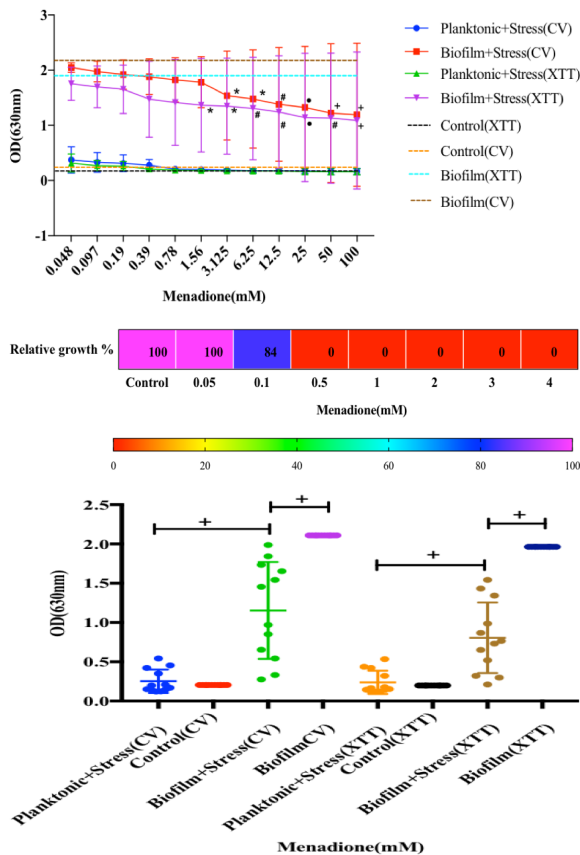 3
2
1
0
-1
OD(630nm)
* * * * # # # • • + # + +
0.048 0.097 0.19 0.39 0.78 1.56 3.125 6.25 12.5 25 50 100
Menadione(mM)
Planktonic+Stress(CV)
Biofilm+Stress(CV)
Planktonic+Stress(XTT)
Biofilm+Stress(XTT)
Control(XTT)
Control(CV)
Biofilm(XTT)
Biofilm(CV)
Relative growth % 100 100 84 0 0 0 0 0
Control 0.05 0.1 0.5 1 2 3 4
Menadione(mM)
0 20 40 60 80 100
2.5
2.0
1.5
1.0
0.5
0.0
OD(630nm)
+ + + +
Planktonic+Stress(CV)
Control(CV)
Biofilm+Stress(CV)
BiofilmCV)
Planktonic+Stress(XTT)
Control(XTT)
Biofilm+Stress(XTT)
Biofilm(XTT)
Menadione(mM)